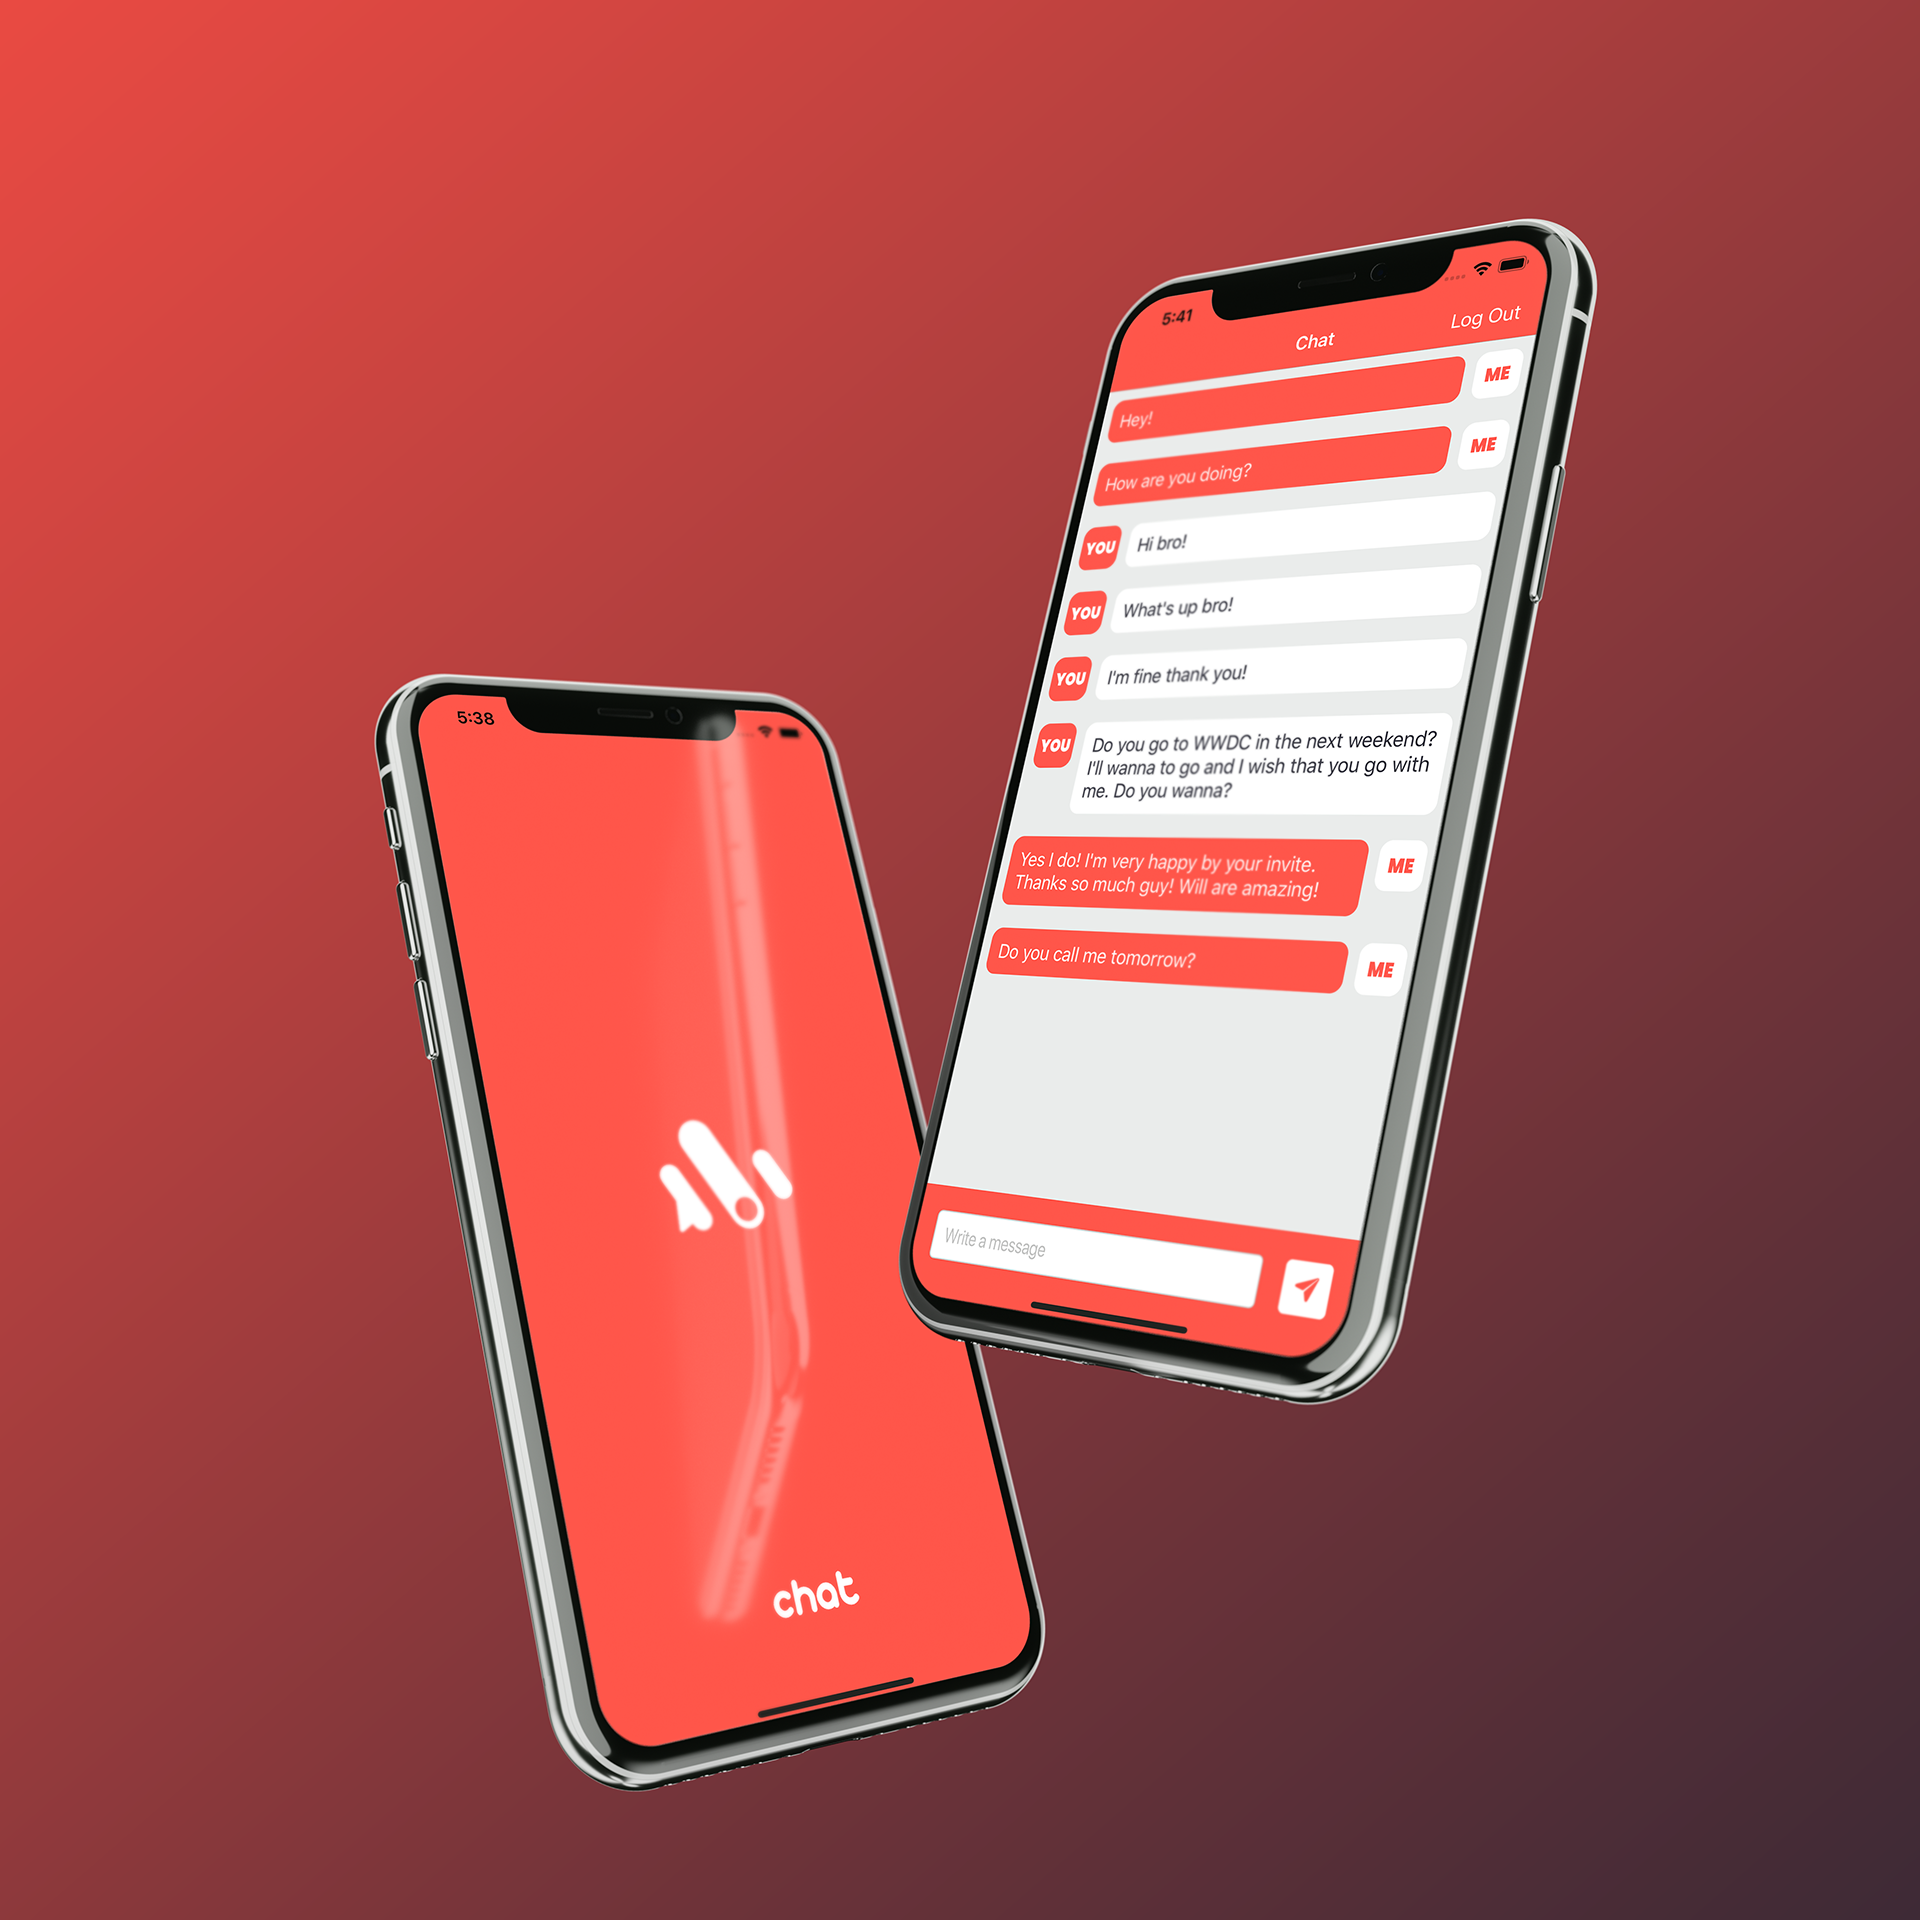 5:38
chat
5:41
Chat
Log Out
Hey!
ME
How are you doing?
ME
YOU
Hi bro!
YOU
What's up bro!
YOU
I'm fine thank you!
YOU
Do you go to WWDC in the next weekend?
I'll wanna to go and I wish that you go with
me. Do you wanna?
Yes I do! I'm very happy by your invite.
Thanks so much guy! Will are amazing!
ME
Do you call me tomorrow?
ME
Write a message